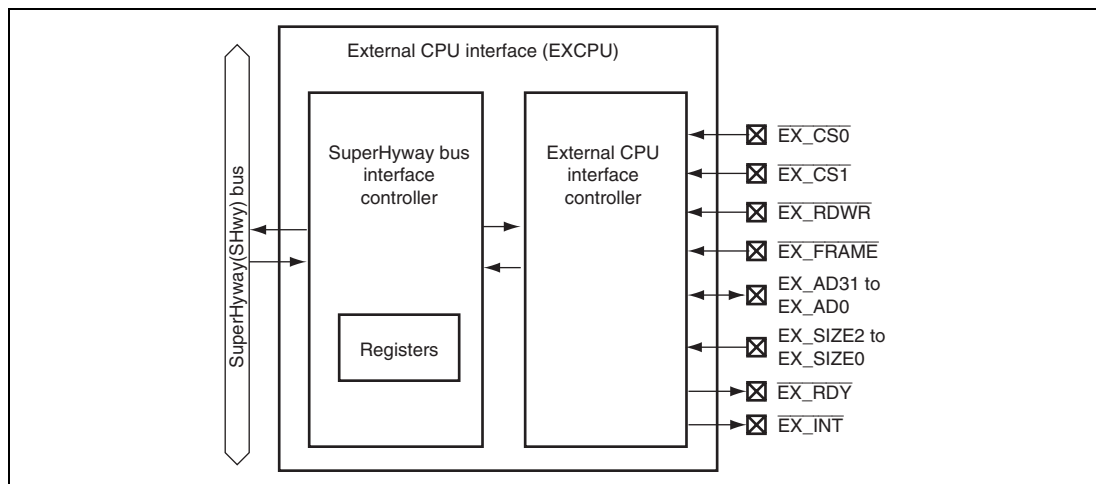 External CPU interface (EXCPU)
SuperHyway(SHwy) bus
SuperHyway bus
interface
controller
Registers
External CPU
interface
controller
EX_CS0
EX_CS1
EX_RDWR
EX_FRAME
EX_AD31 to
EX_AD0
EX_SIZE2 to
EX_SIZE0
EX_RDY
EX_INT